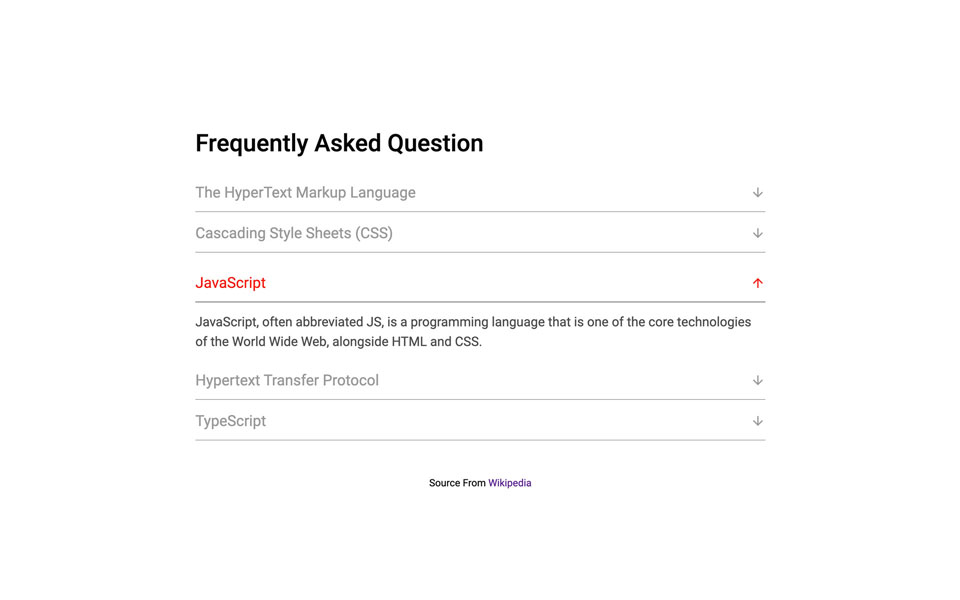 Frequently Asked Question
The HyperText Markup Language
Cascading Style Sheets (CSS)
JavaScript
JavaScript, often abbreviated JS, is a programming language that is one of the core technologies
of the World Wide Web, alongside HTML and CSS.
Hypertext Transfer Protocol
TypeScript
Source From Wikipedia